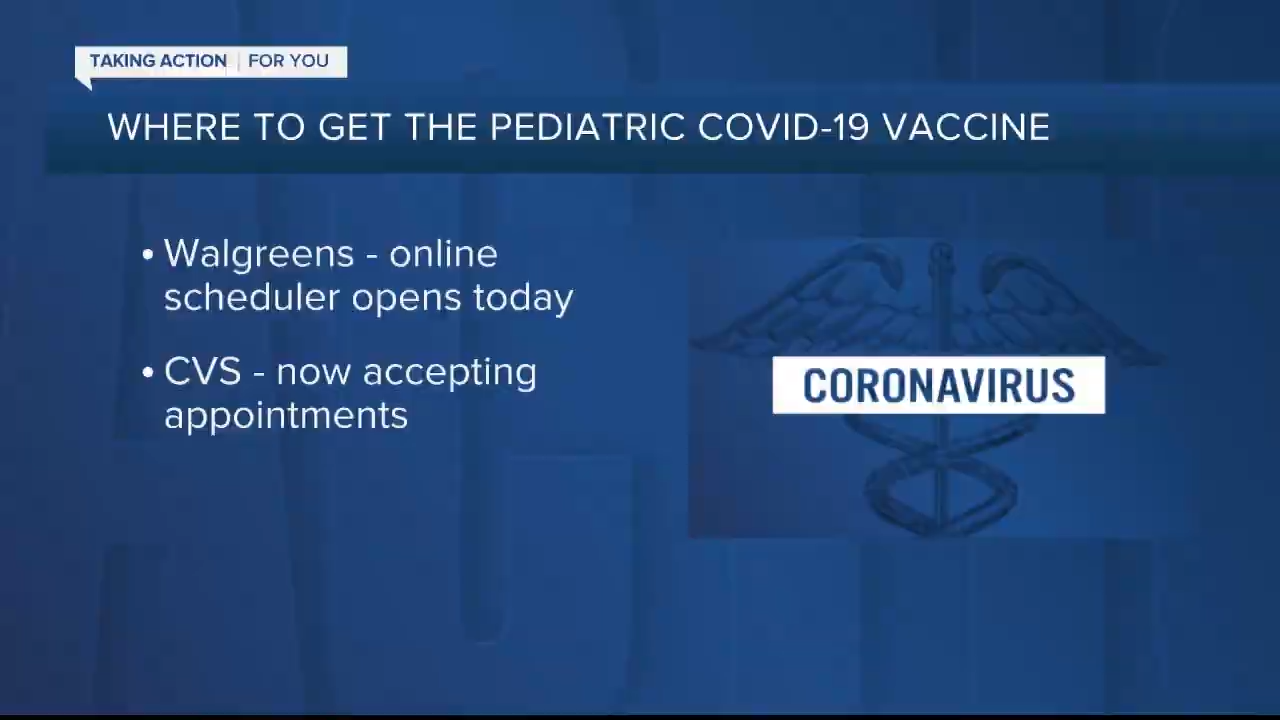 TAKING ACTION | FOR YOU
WHERE TO GET THE PEDIATRIC COVID-19 VACCINE
• Walgreens - online
scheduler opens today
• CVS - now accepting
appointments
CORONAVIRUS